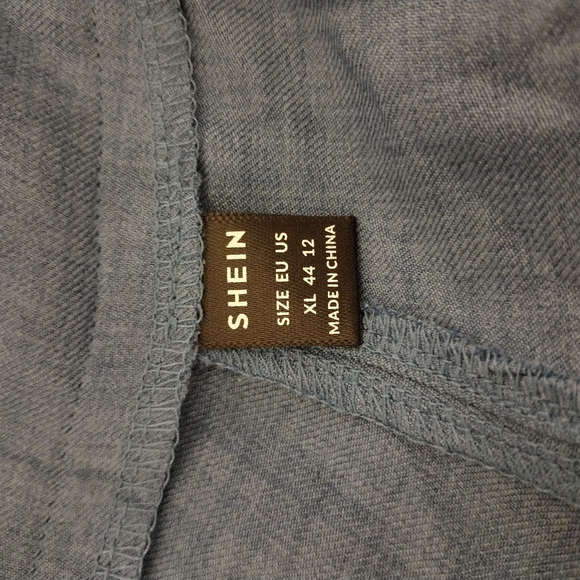 SHEIN
SIZE EU US
XL 44 12
MADE IN CHINA